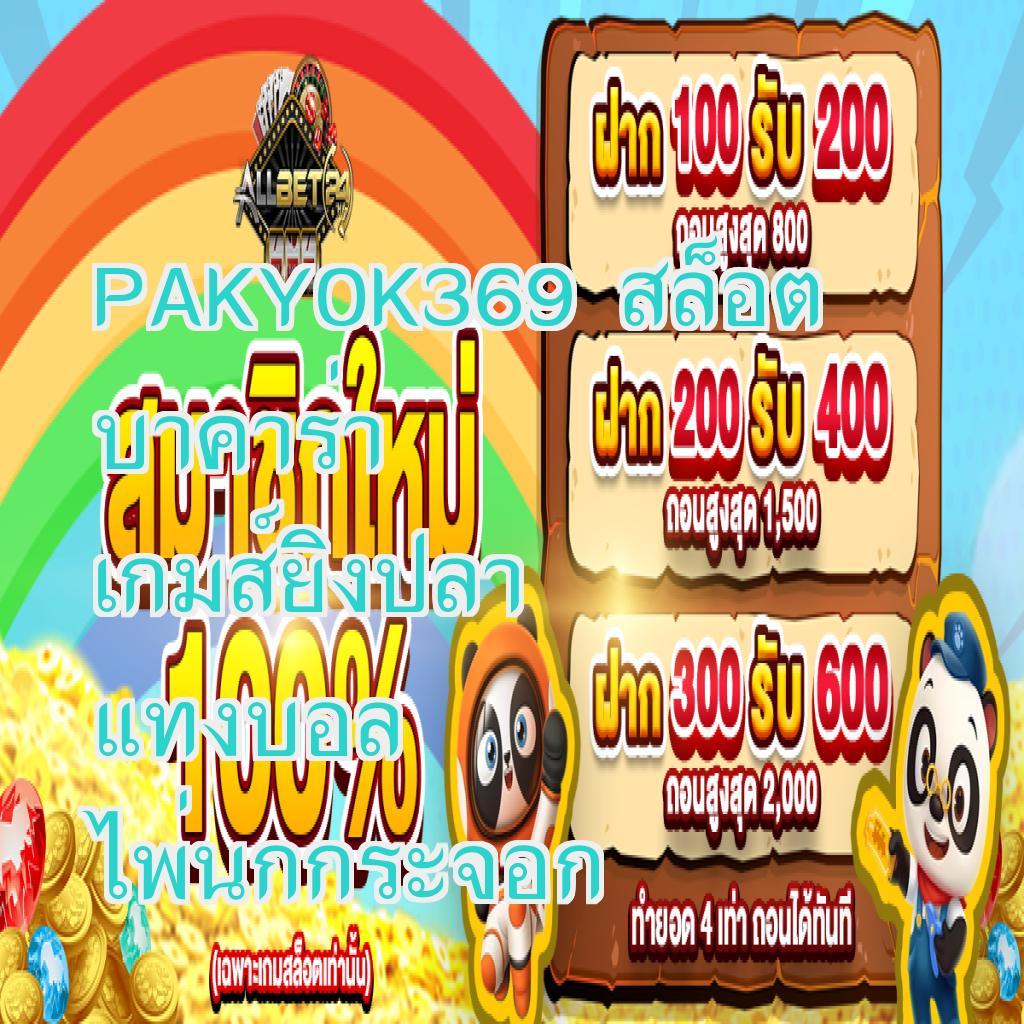 ALLBET24
PAKYOK369 สล็อต
บาคาร่า
เกมส์ยิงปลา
แทงบอล
ไพ่นกกระจอก
สมาชิกใหม่
100%
(เฉพาะเกมสล็อตเท่านั้น)
ฝาก 100 รับ 200
ถอนสูงสุด 800
ฝาก 200 รับ 400
ถอนสูงสุด 1,500
ฝาก 300 รับ 600
ถอนสูงสุด 2,000
ทำยอด 4 เท่า ถอนได้ทันที